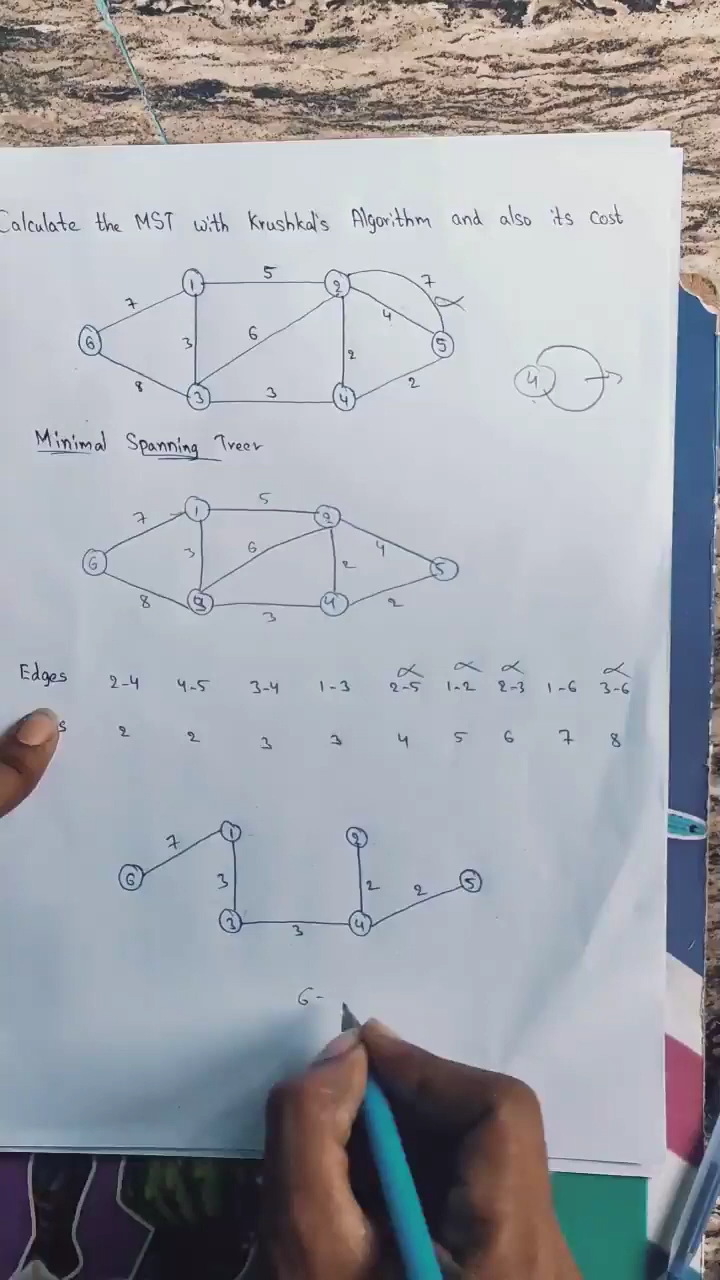 Calculate the MST with Krushkal's Algorithm and also its cost
1 5 2 7
7 4
6 3 6 2 5 4
8 3 3 4 2
Minimal Spanning Treer
1 5 2
7 4
6 3 6 2 5
8 3 3 4 2
Edges 2-4 4-5 3-4 1-3 2-5 1-2 2-3 1-6 3-6
s 2 2 3 3 4 5 6 7 8
7 1 2
6 3 2 2 5
3 3 4
6-